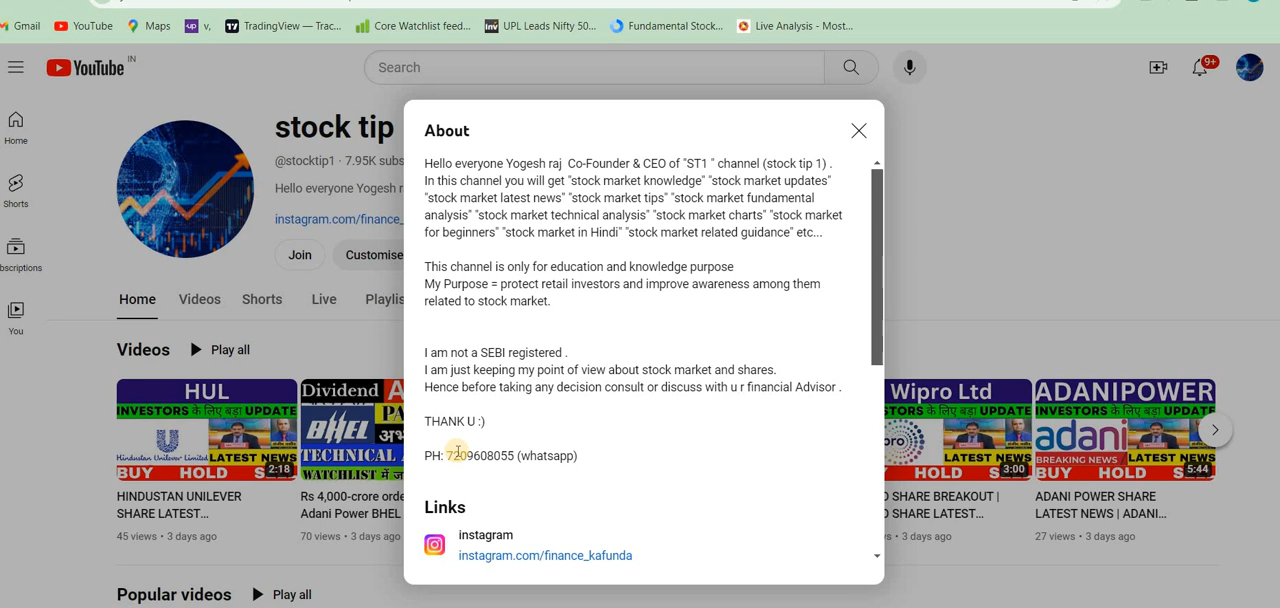 Gmail YouTube Maps v, TradingView — Trac... Core Watchlist feed... UPL Leads Nifty 50... Fundamental Stock... Live Analysis - Most...
YouTube IN
Search
9+
Home
Shorts
bscriptions
You
stock tip
@stocktip1 · 7.95K subs
Hello everyone Yogesh r
instagram.com/finance_
Join Customise
Home Videos Shorts Live Playlis
About
Hello everyone Yogesh raj Co-Founder & CEO of "ST1 " channel (stock tip 1) .
In this channel you will get "stock market knowledge" "stock market updates"
"stock market latest news" "stock market tips" "stock market fundamental
analysis" "stock market technical analysis" "stock market charts" "stock market
for beginners" "stock market in Hindi" "stock market related guidance" etc...
This channel is only for education and knowledge purpose
My Purpose = protect retail investors and improve awareness among them
related to stock market.
I am not a SEBI registered .
I am just keeping my point of view about stock market and shares.
Hence before taking any decision consult or discuss with u r financial Advisor .
THANK U :)
PH: 7209608055 (whatsapp)
Links
instagram
instagram.com/finance_kafunda
Videos Play all
HUL
INVESTORS के लिए बड़ा UPDATE
Hindustan Unilever Limited
LATEST NEWS
BUY HOLD S
2:18
HINDUSTAN UNILEVER
SHARE LATEST...
45 views • 3 days ago
Dividend A
BHEL
TECHNICAL
WATCHLIST में
Rs 4,000-crore orde
Adani Power BHEL
70 views • 3 days ago
Wipro Ltd
TORS के लिए बड़ा UPDATE
LATEST NEWS
HOLD S
3:00
O SHARE BREAKOUT |
O SHARE LATEST...
s • 3 days ago
ADANIPOWER
INVESTORS के लिए बड़ा UPDATE
adani
BREAKING NEWS
LATEST NEWS
BUY HOLD S
5:44
ADANI POWER SHARE
LATEST NEWS | ADANI...
27 views • 3 days ago
Popular videos Play all